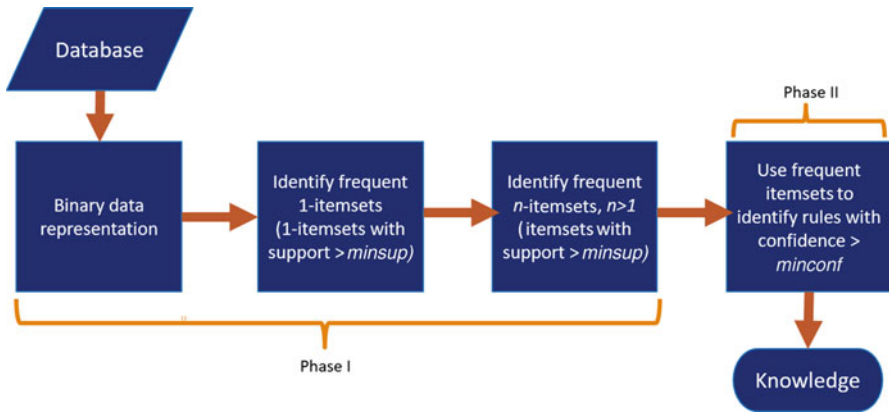 Database
Phase II
Binary data
representation
Identify frequent
1-itemsets
(1-itemsets with
support > minsup)
Identify frequent
n-itemsets, n>1
(itemsets with
support > minsup)
Use frequent
itemsets to
identify rules with
confidence >
minconf
Phase I
Knowledge